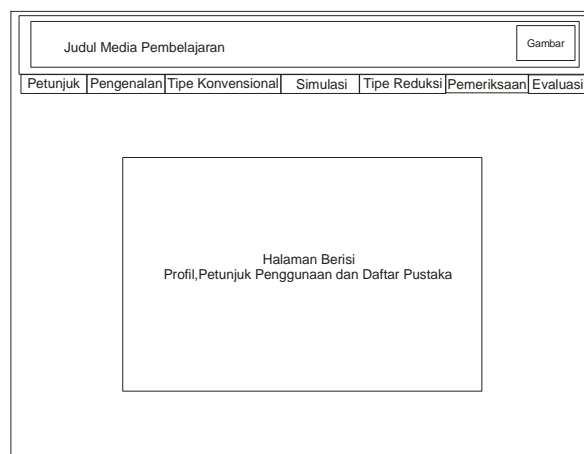 Judul Media Pembelajaran
Gambar
Petunjuk Pengenalan Tipe Konvensional Simulasi Tipe Reduksi Pemeriksaan Evaluasi
Halaman Berisi
Profil,Petunjuk Penggunaan dan Daftar Pustaka